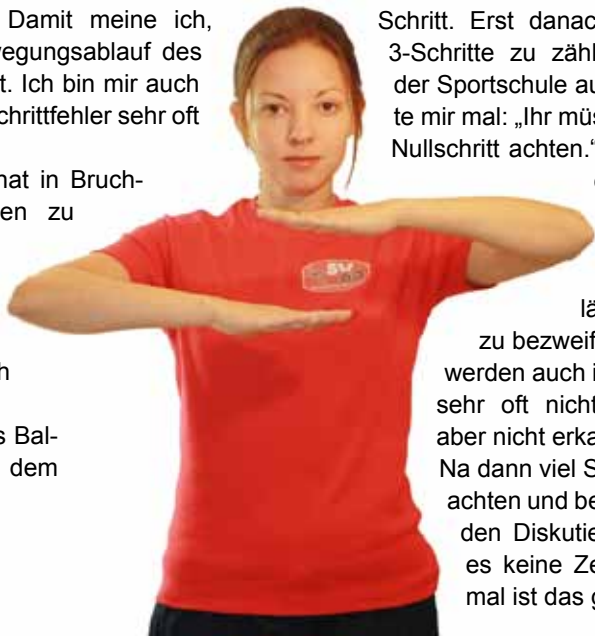 Damit meine ich,
wegungsablauf des
t. Ich bin mir auch
chrittfehler sehr oft
hat in Bruch-
en zu
h
s Bal-
dem
Schritt. Erst danac
3-Schritte zu zähl
der Sportschule au
te mir mal: „Ihr müs
Nullschritt achten.“
lä
zu bezweif
werden auch i
sehr oft nicht
aber nicht erka
Na dann viel S
achten und be
den Diskutie
es keine Ze
mal ist das g